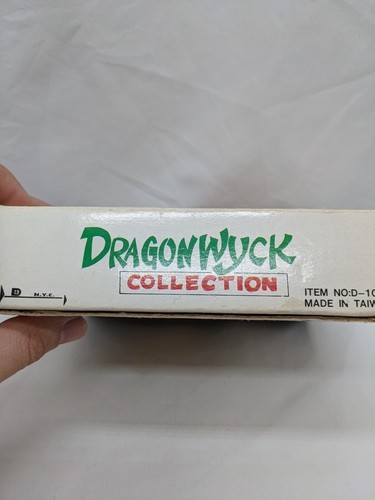 DRAGONWYCK
COLLECTION
ITEM NO:D-10
MADE IN TAIW
N.Y.C.